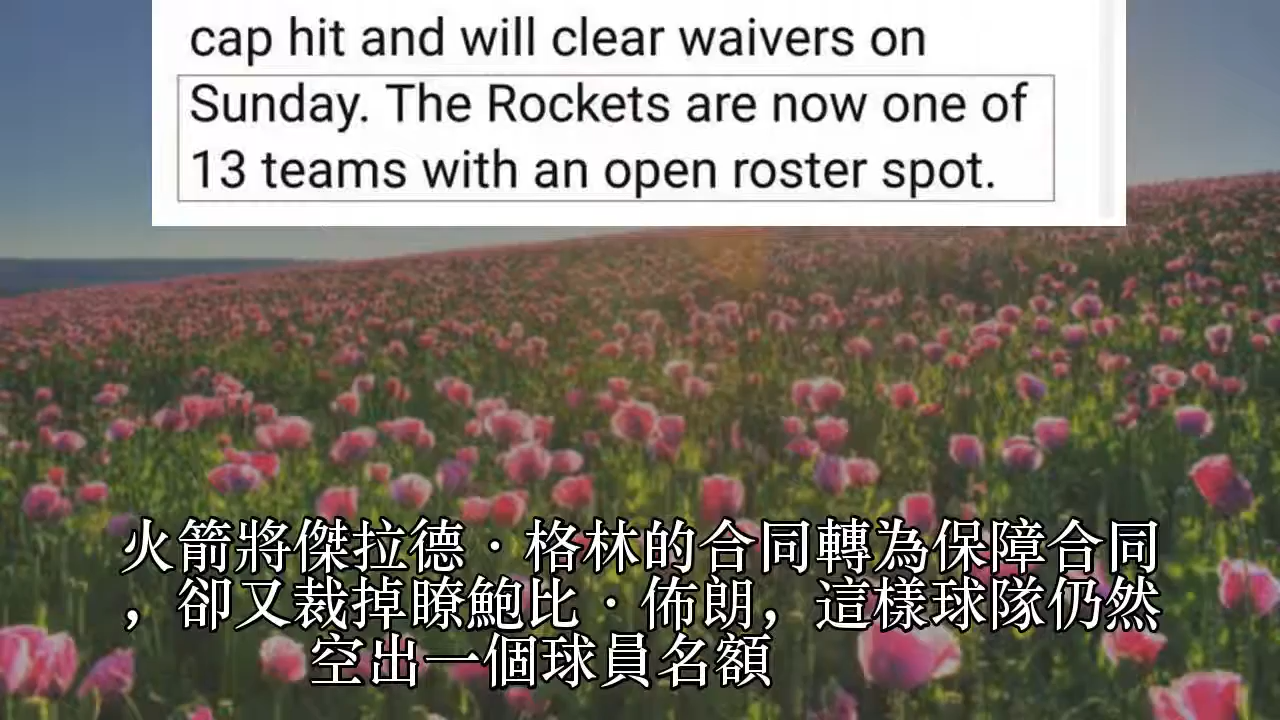 cap hit and will clear waivers on
Sunday. The Rockets are now one of
13 teams with an open roster spot.
火箭將傑拉德·格林的合同轉為保障合同
，卻又裁掉瞭鮑比·佈朗，這樣球隊仍然
空出一個球員名額